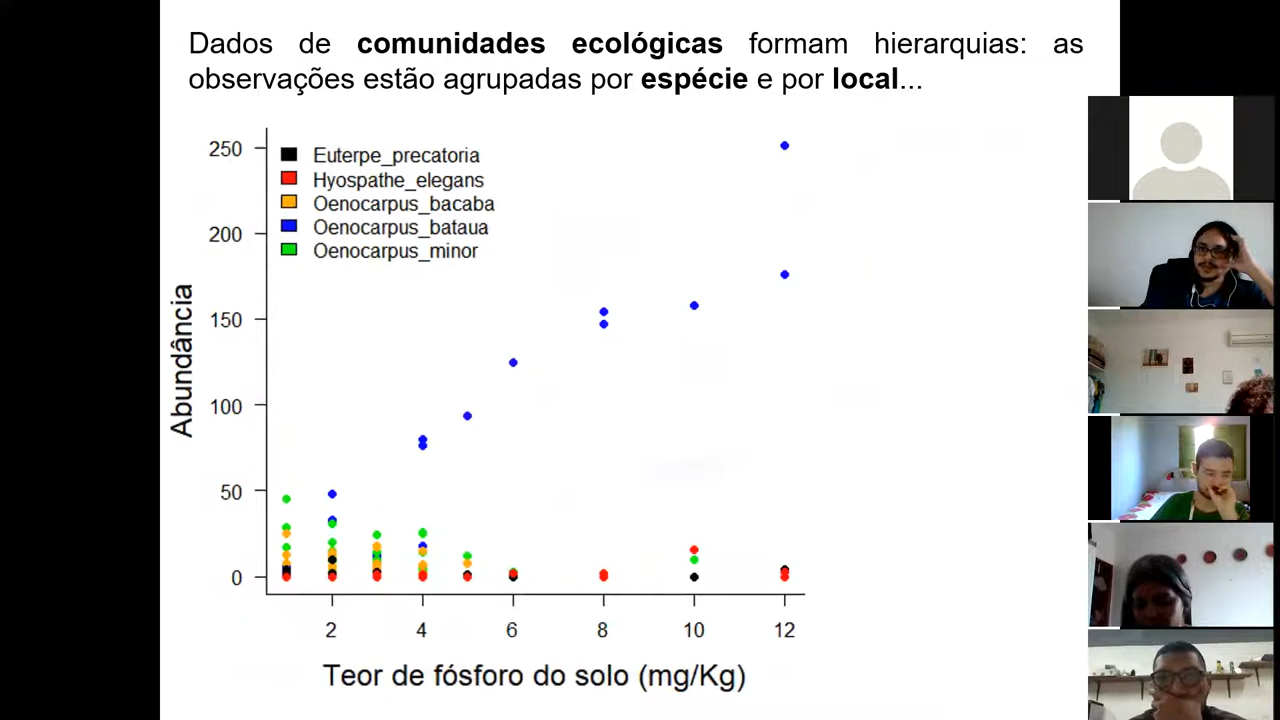 Dados de comunidades ecológicas formam hierarquias: as
observações estão agrupadas por espécie e por local...
250
200
150
100
50
0
Abundância
Euterpe_precatoria
Hyospathe_elegans
Oenocarpus_bacaba
Oenocarpus_bataua
Oenocarpus_minor
2 4 6 8 10 12
Teor de fósforo do solo (mg/Kg)